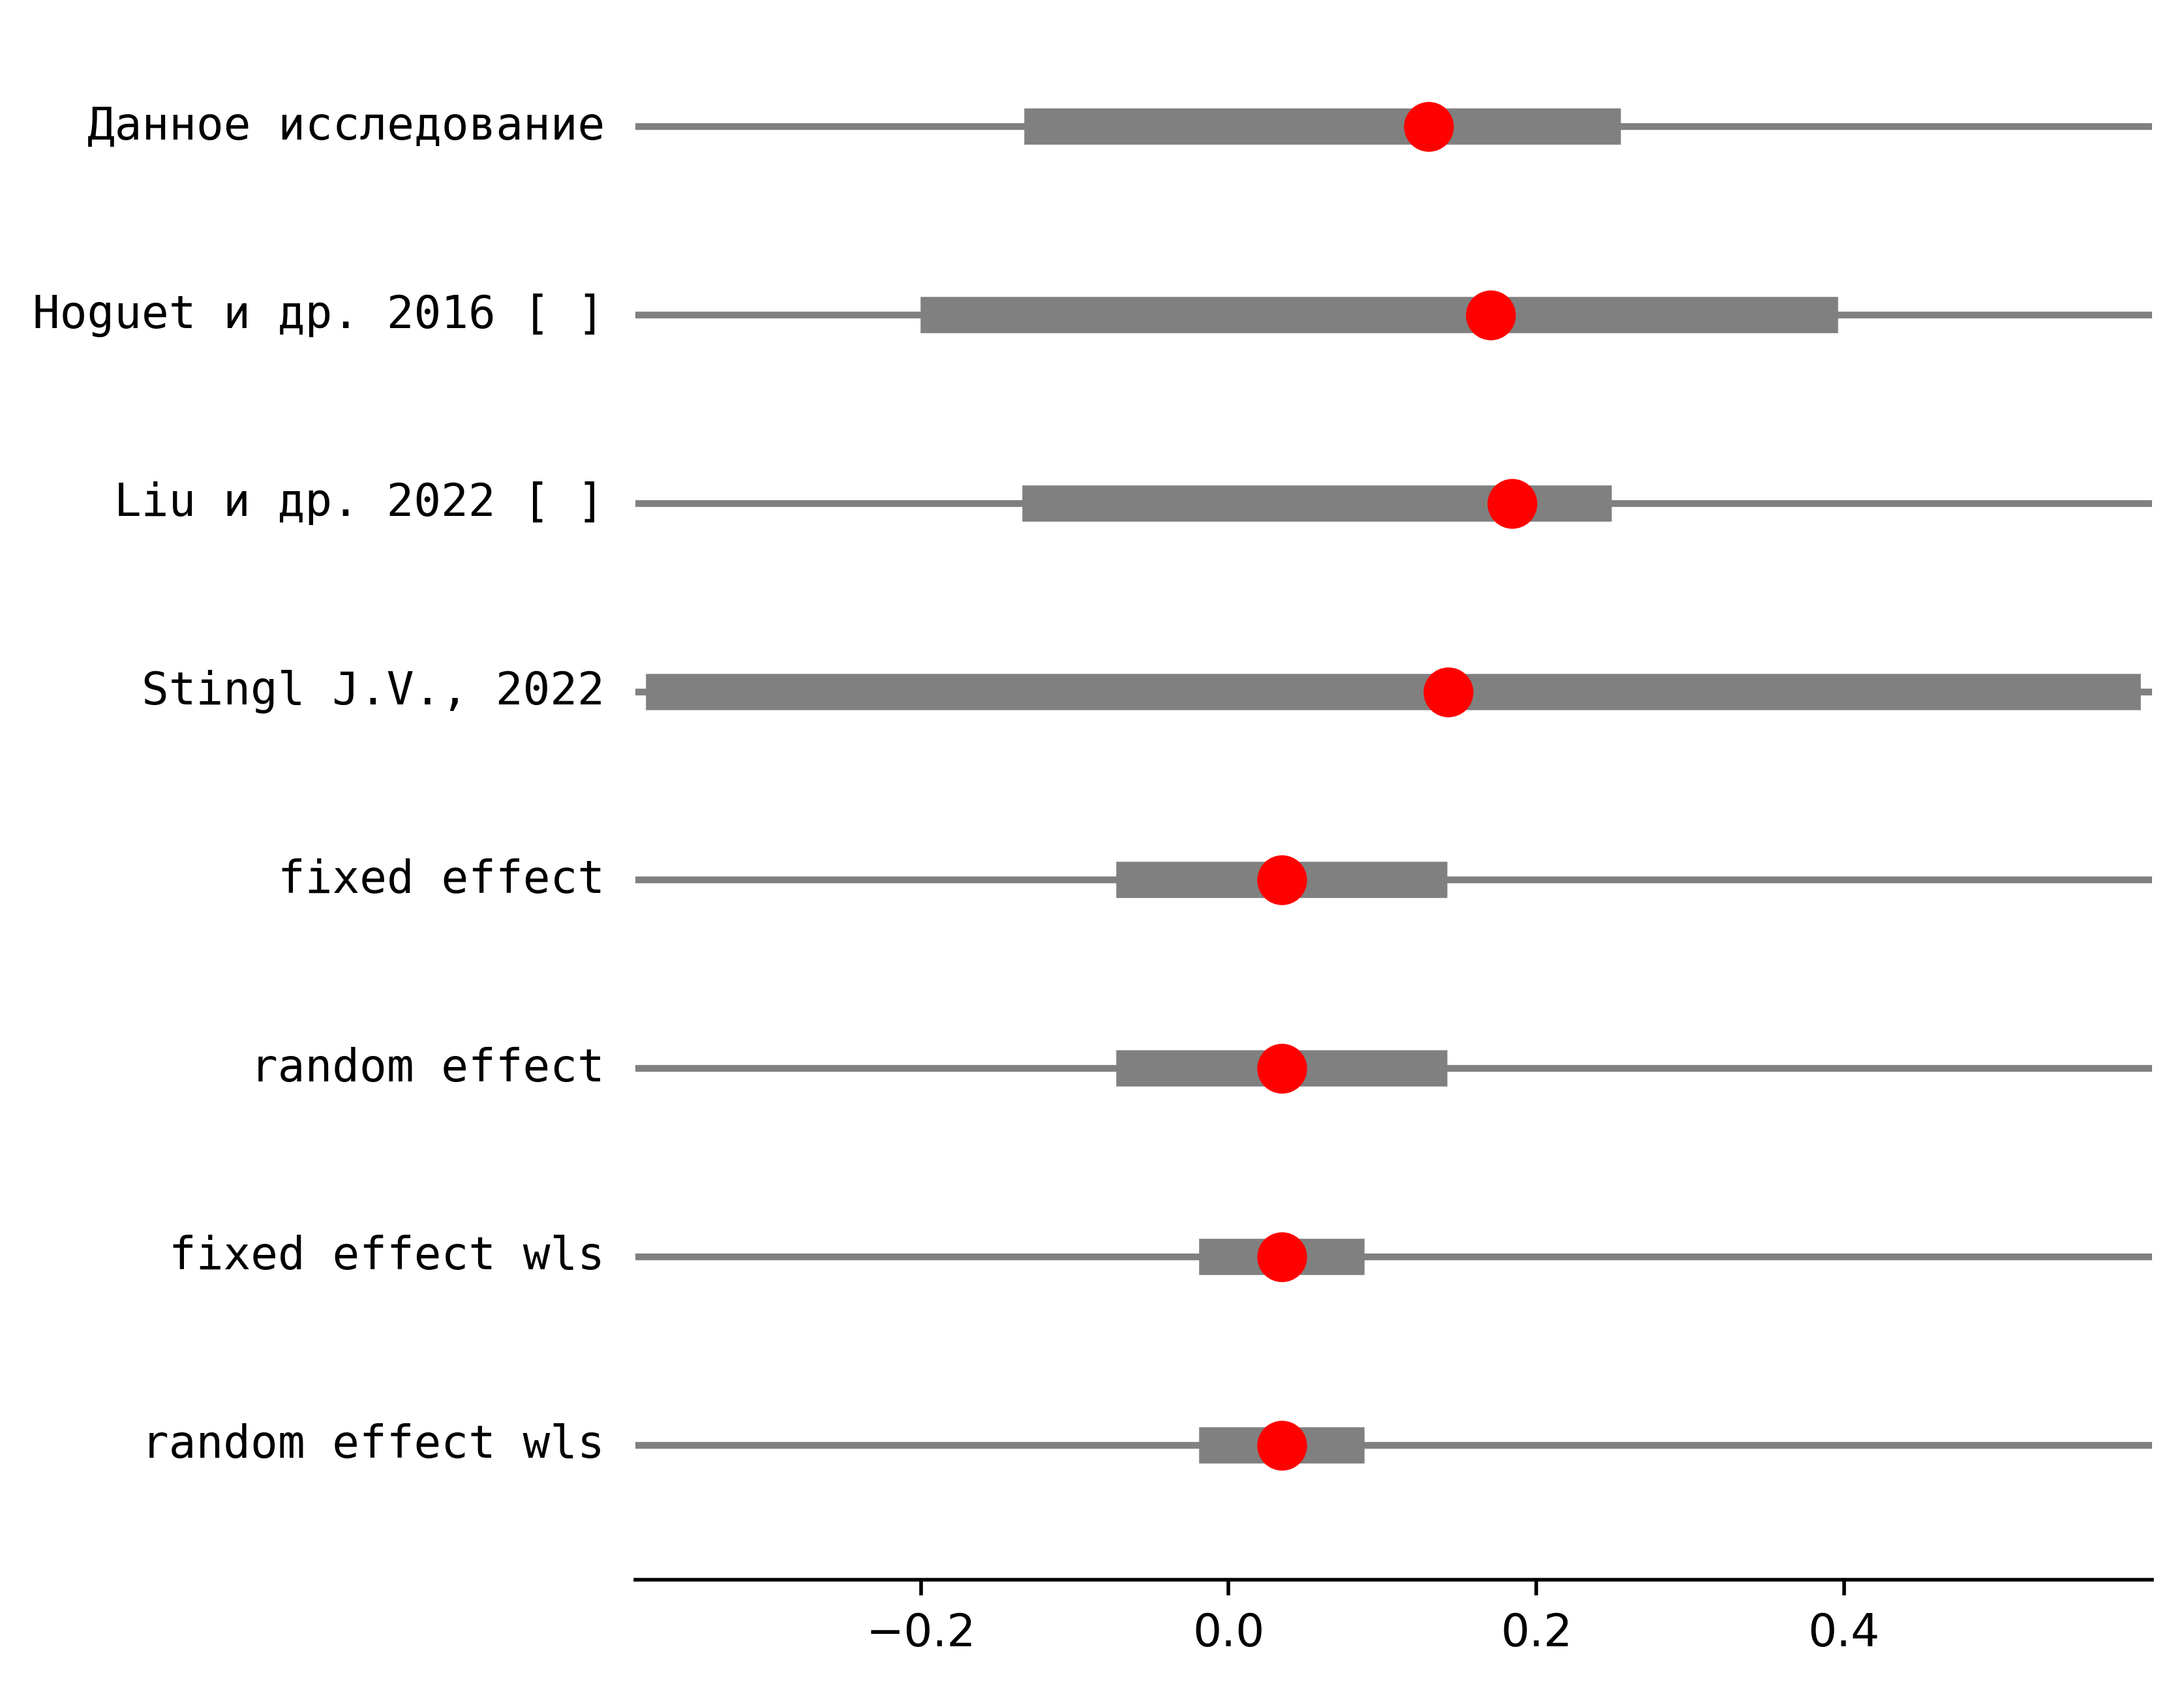 Данное исследование
Hoguet и др. 2016 [ ]
Liu и др. 2022 [ ]
Stingl J.V., 2022
fixed effect
random effect
fixed effect wls
random effect wls
−0.2 0.0 0.2 0.4